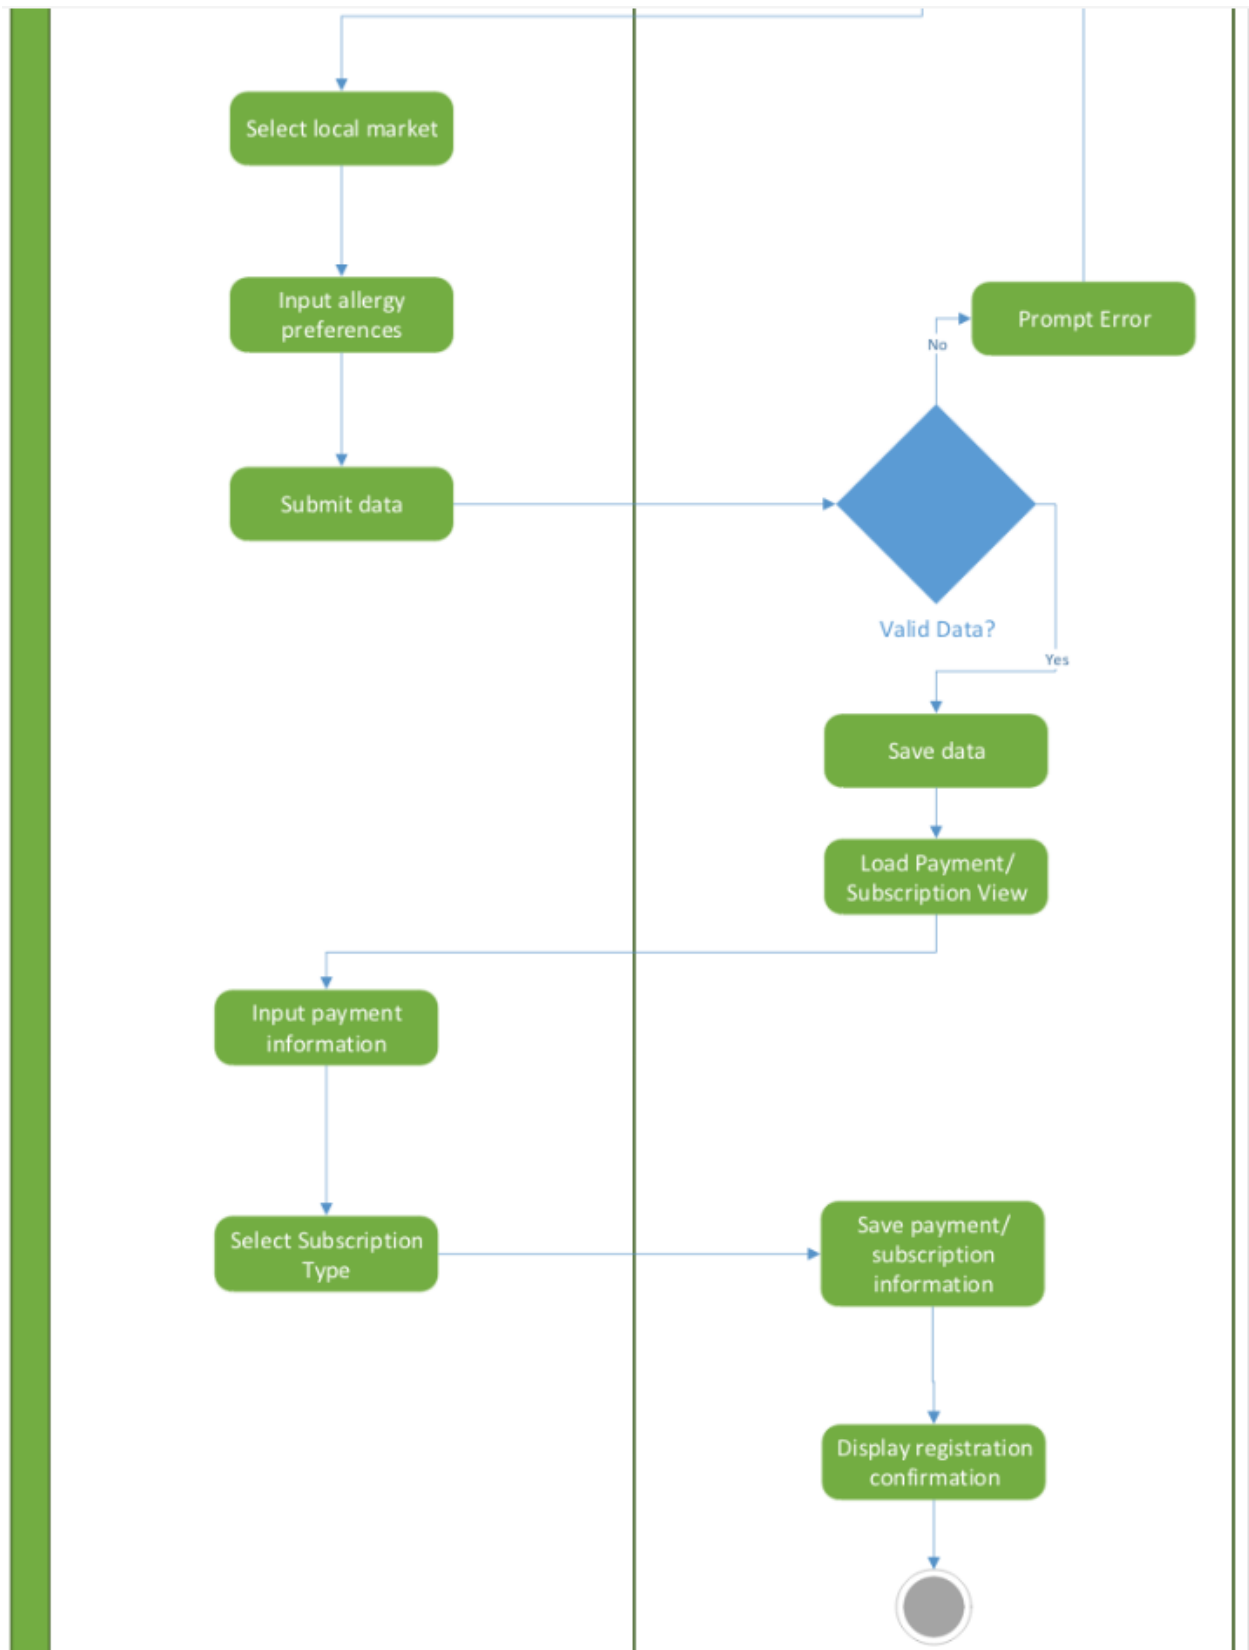 Select local market
Input allergy
preferences
Prompt Error
No
Submit data
Valid Data?
Yes
Save data
Load Payment/
Subscription View
Input payment
information
Select Subscription
Type
Save payment/
subscription
information
Display registration
confirmation